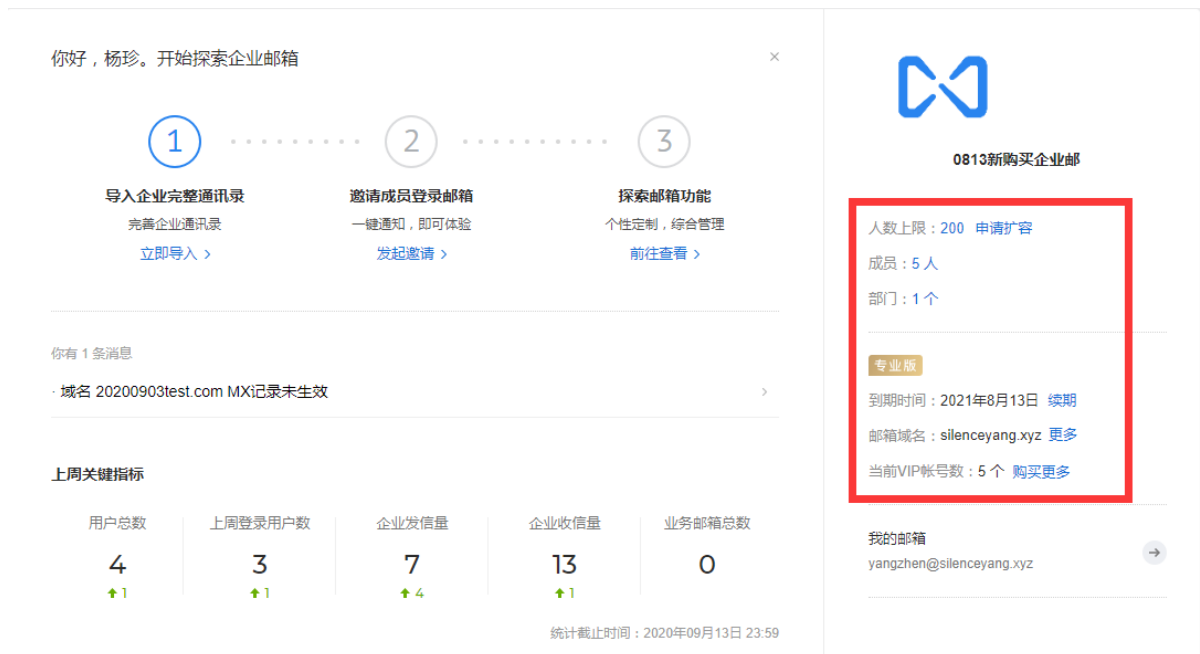 你好，杨珍。开始探索企业邮箱
×
1
2
3
导入企业完整通讯录
邀请成员登录邮箱
探索邮箱功能
完善企业通讯录
一键通知，即可体验
个性定制，综合管理
立即导入 >
发起邀请 >
前往查看 >
你有 1 条消息
· 域名 20200903test.com MX记录未生效
上周关键指标
用户总数
上周登录用户数
企业发信量
企业收信量
业务邮箱总数
4
3
7
13
0
1
1
4
1
统计截止时间：2020年09月13日 23:59
0813新购买企业邮
人数上限：200 申请扩容
成员：5 人
部门：1 个
专业版
到期时间：2021年8月13日 续期
邮箱域名：silenceyang.xyz 更多
当前VIP帐号数：5 个 购买更多
我的邮箱
yangzhen@silenceyang.xyz